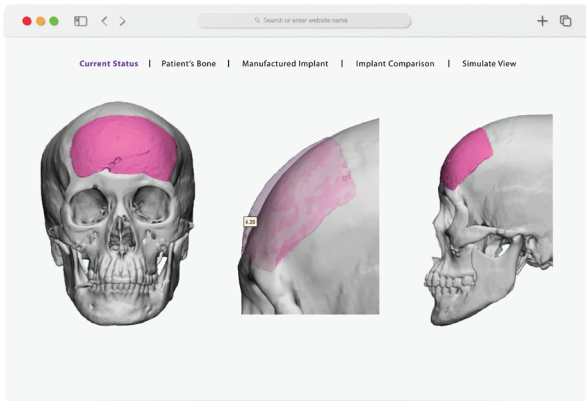 Search or enter website name
Current Status | Patient's Bone | Manufactured Implant | Implant Comparison | Simulate View
4.20